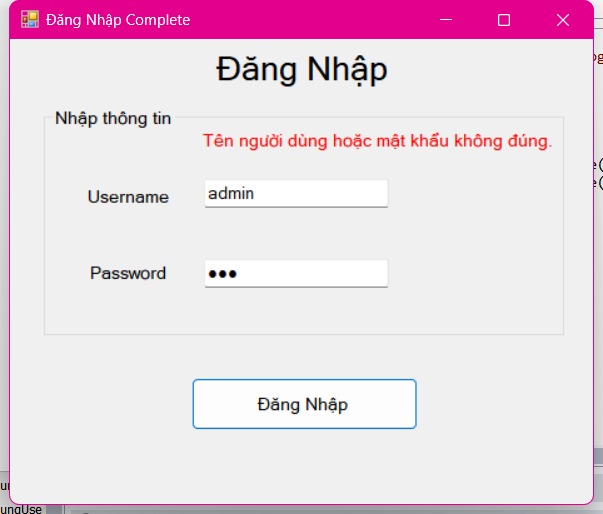 Đăng Nhập Complete
Đăng Nhập
Nhập thông tin
Tên người dùng hoặc mật khẩu không đúng.
Username
admin
Password
●●●
Đăng Nhập
ungUse